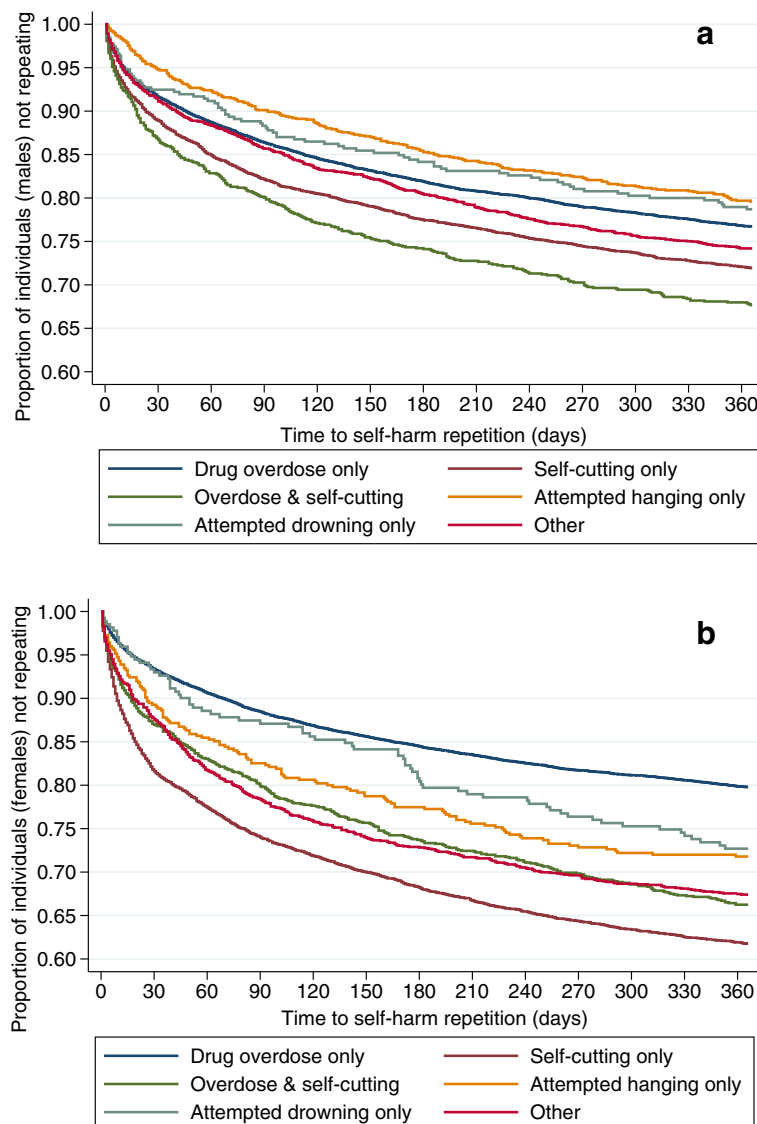 a
Proportion of individuals (males) not repeating
1.00
0.95
0.90
0.85
0.80
0.75
0.70
0.65
0.60
0 30 60 90 120 150 180 210 240 270 300 330 360
Time to self-harm repetition (days)
Drug overdose only Self-cutting only
Overdose & self-cutting Attempted hanging only
Attempted drowning only Other
b
Proportion of individuals (females) not repeating
1.00
0.95
0.90
0.85
0.80
0.75
0.70
0.65
0.60
0 30 60 90 120 150 180 210 240 270 300 330 360
Time to self-harm repetition (days)
Drug overdose only Self-cutting only
Overdose & self-cutting Attempted hanging only
Attempted drowning only Other